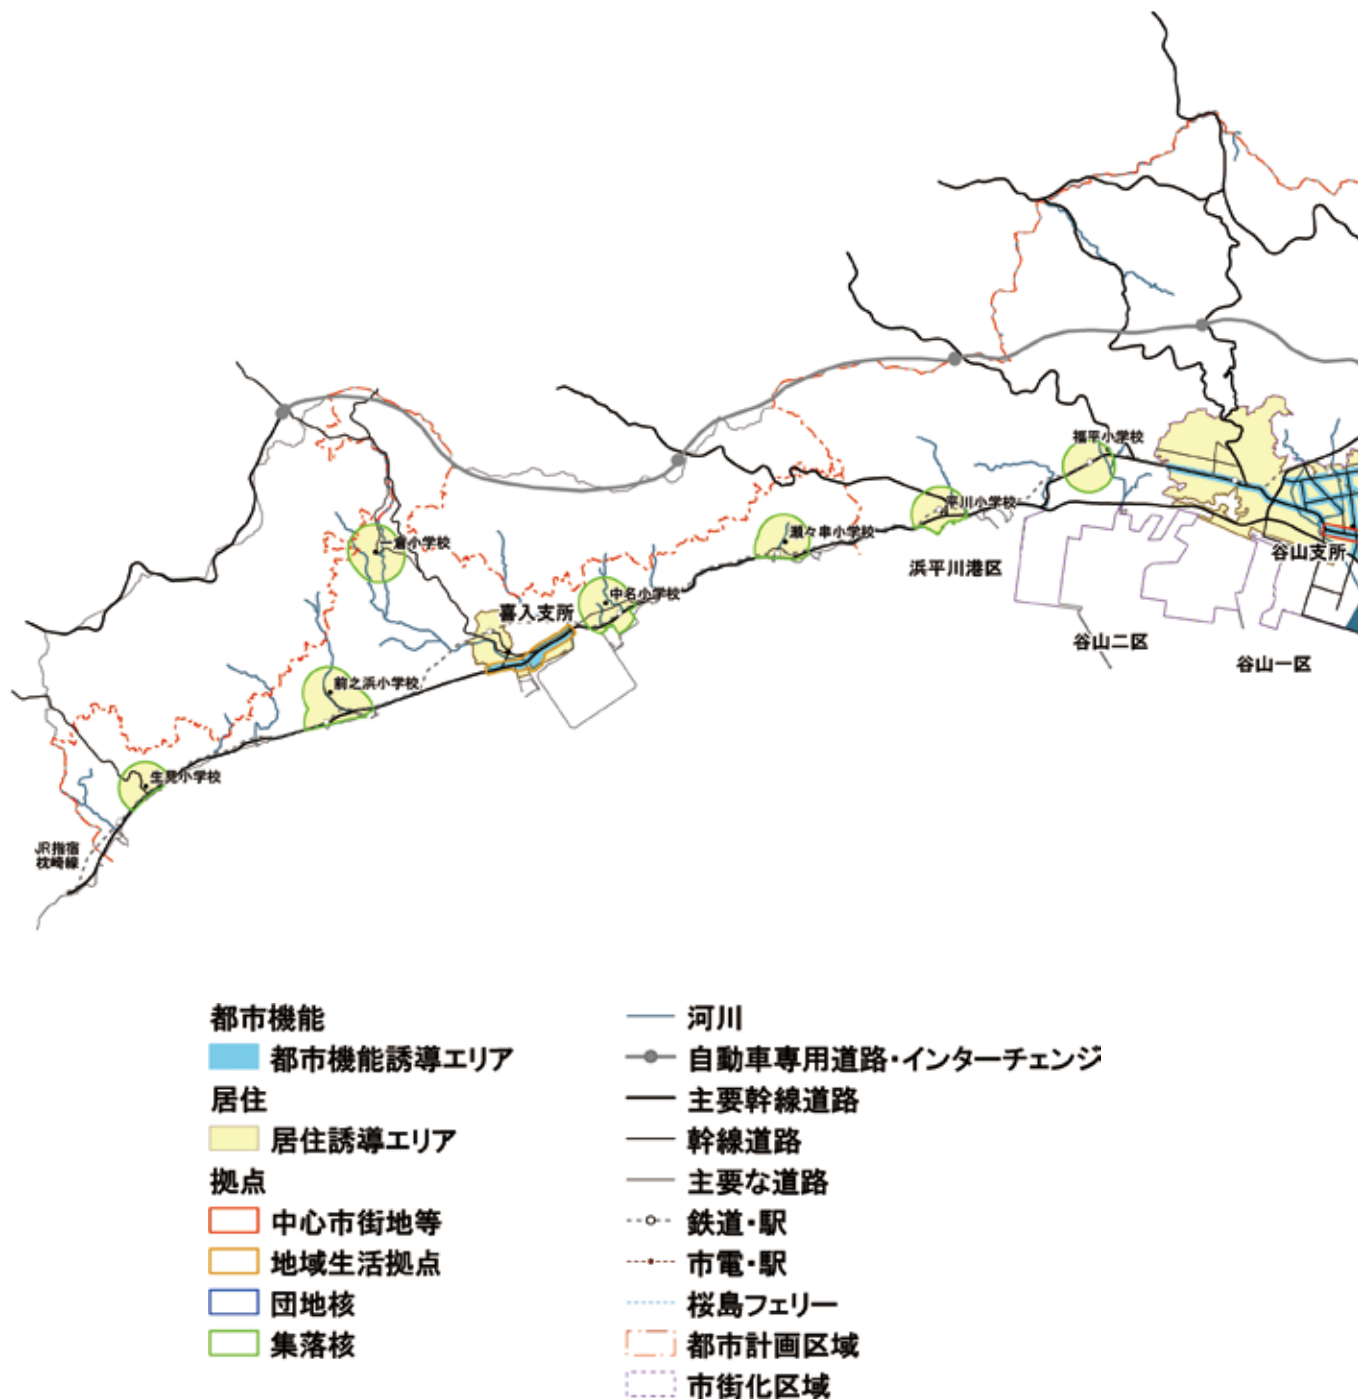 福平小学校
平川小学校
瀬々串小学校
谷山支所
一倉小学校
浜平川港区
中名小学校
喜入支所
谷山二区
谷山一区
前之浜小学校
生見小学校
JR指宿
枕崎線
都市機能
都市機能誘導エリア
居住
居住誘導エリア
拠点
中心市街地等
地域生活拠点
団地核
集落核
河川
自動車専用道路・インターチェンジ
主要幹線道路
幹線道路
主要な道路
鉄道・駅
市電・駅
桜島フェリー
都市計画区域
市街化区域